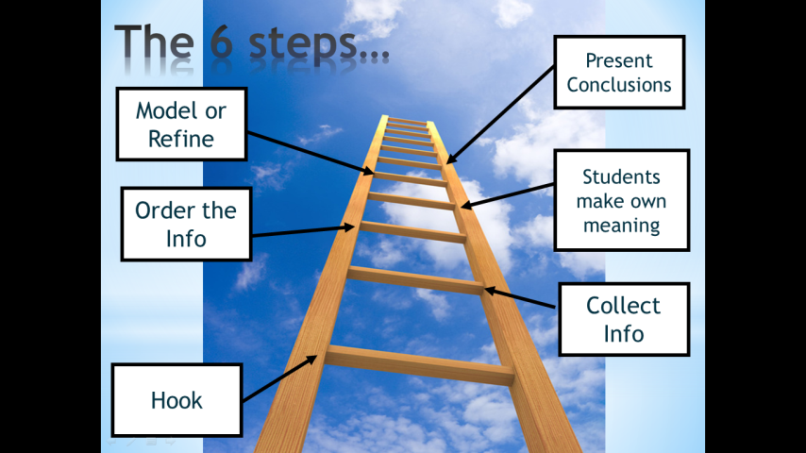 The 6 steps...
Model or
Refine
Order the
Info
Hook
Present
Conclusions
Students
make own
meaning
Collect
Info